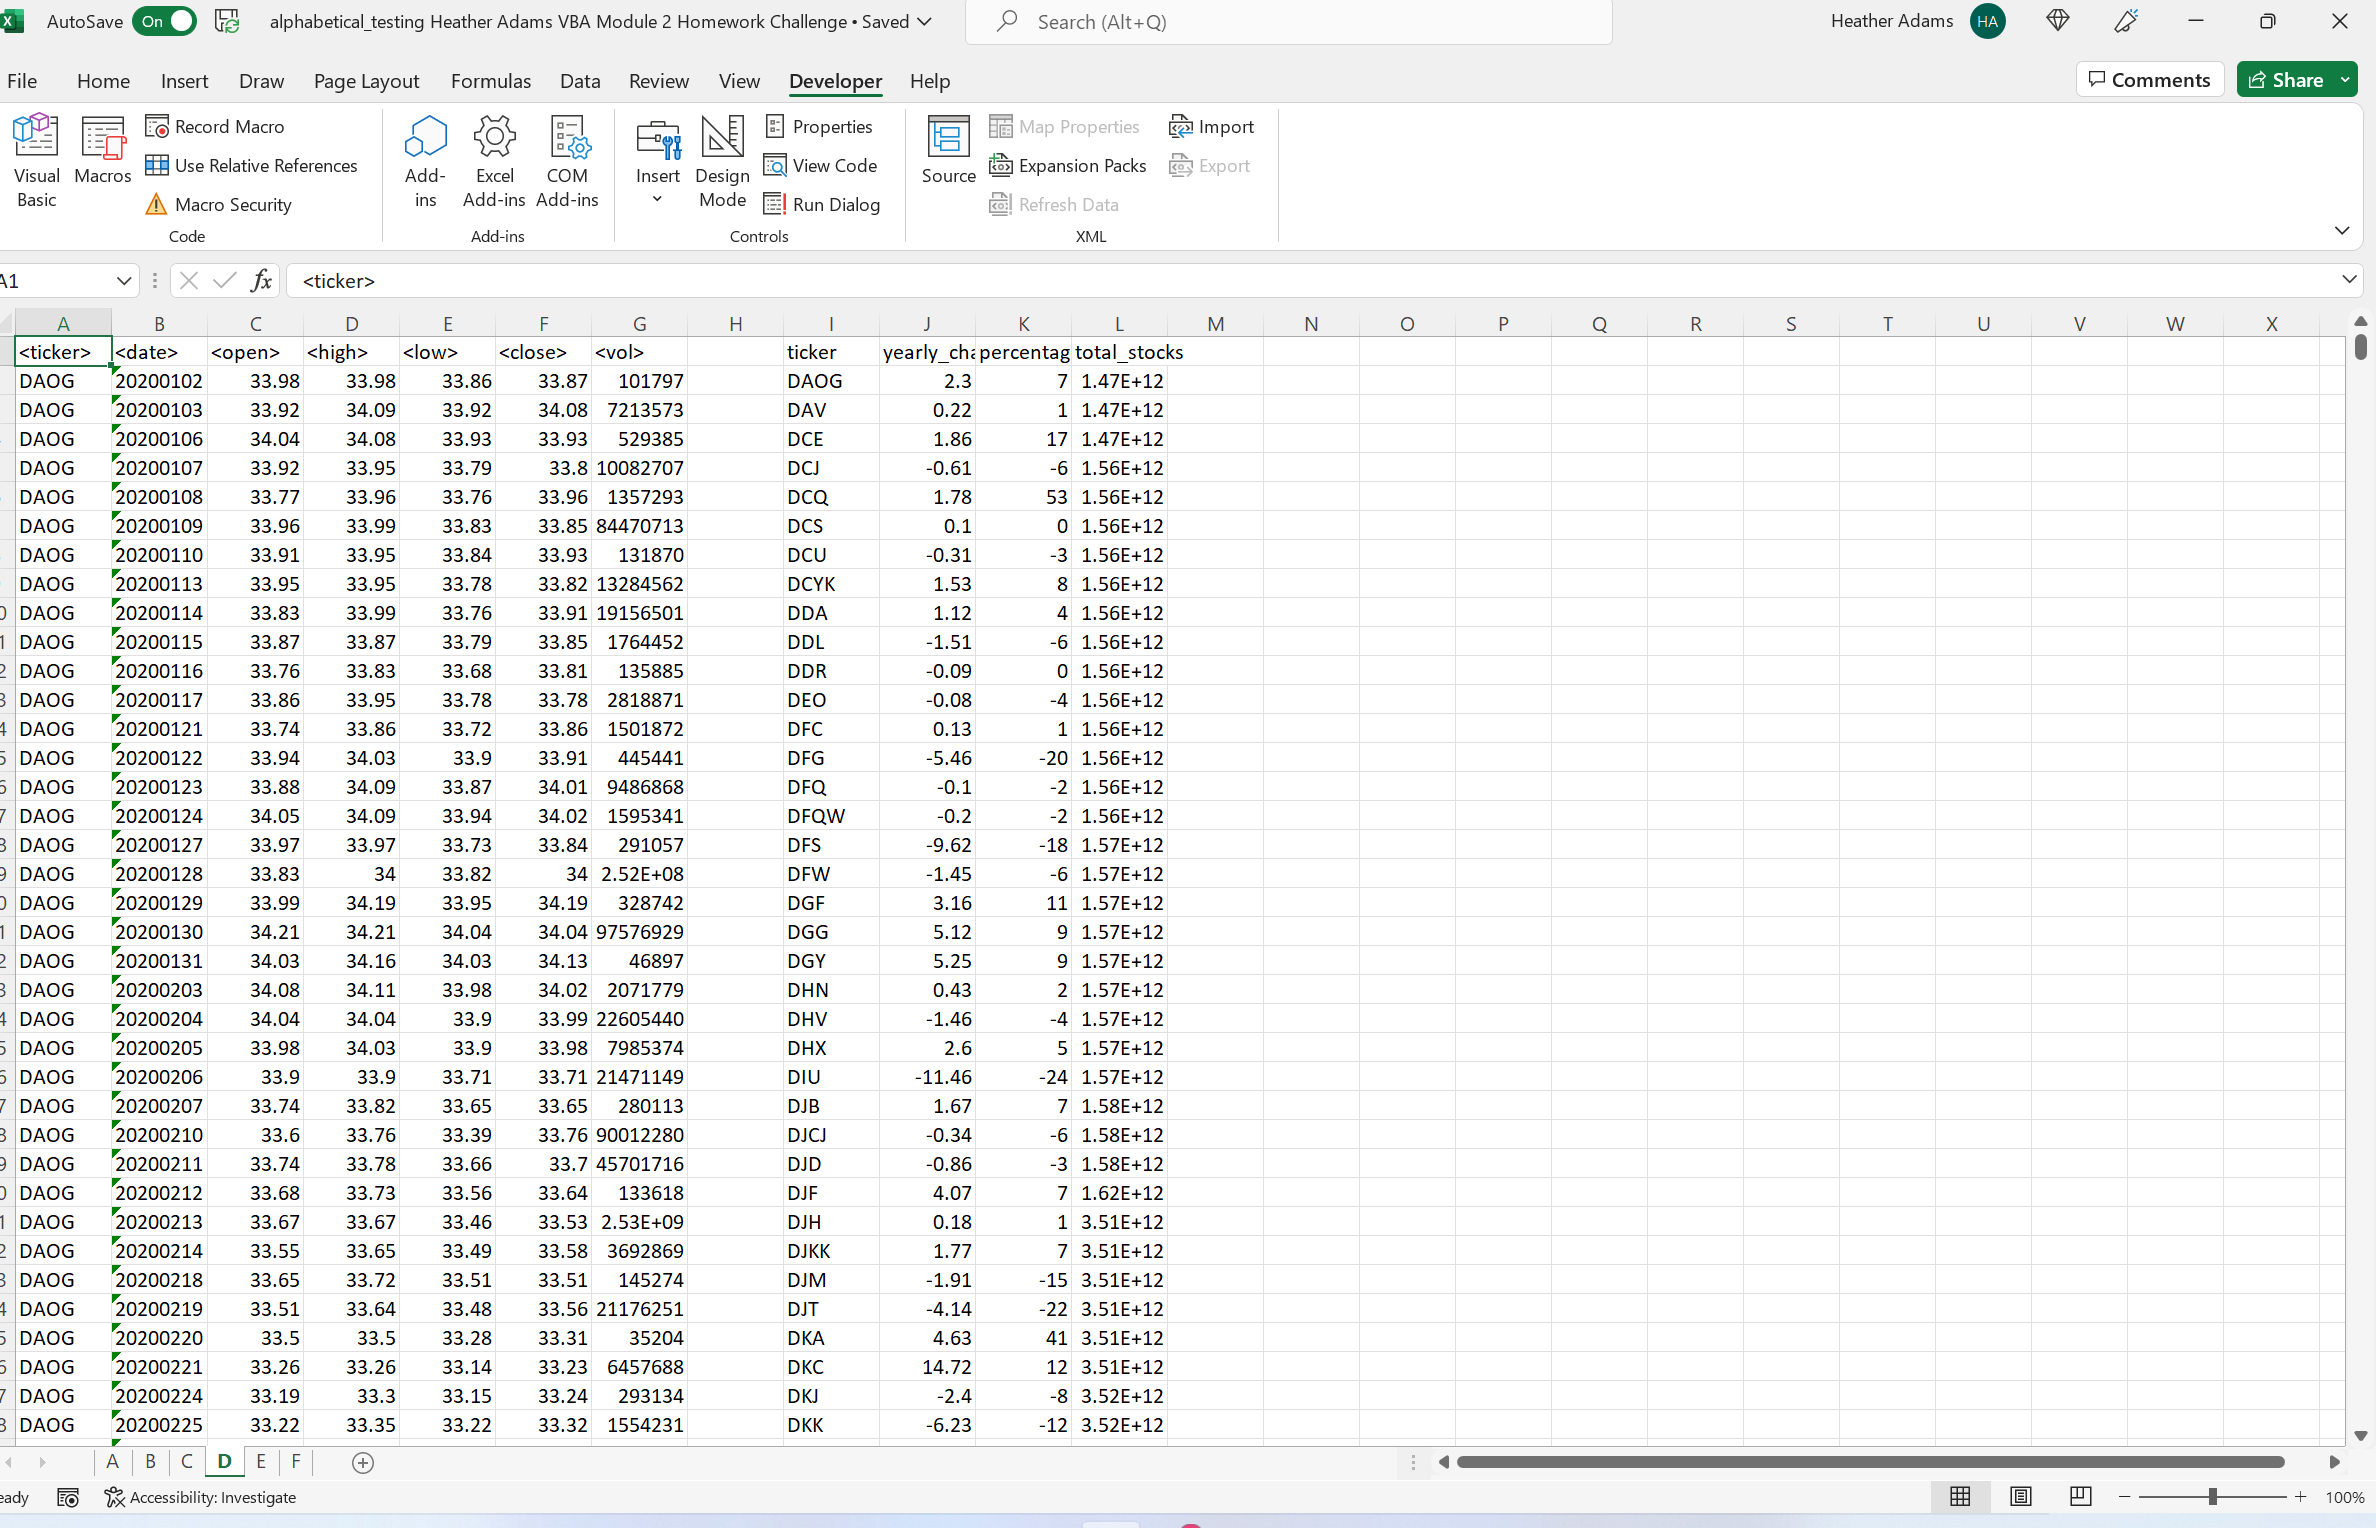 AutoSave On alphabetical_testing Heather Adams VBA Module 2 Homework Challenge • Saved Search (Alt+Q) Heather Adams HA
File Home Insert Draw Page Layout Formulas Data Review View Developer Help Comments Share
Visual Basic
Macros
Record Macro
Use Relative References
Macro Security
Code
Add-ins
Excel Add-ins
COM Add-ins
Add-ins
Insert
Design Mode
Properties
View Code
Run Dialog
Controls
Source
Map Properties
Expansion Packs
Refresh Data
Import
Export
XML
A1 fx <ticker>
A B C D E F G H I J K L M N O P Q R S T U V W X
<ticker> <date> <open> <high> <low> <close> <vol> ticker yearly_cha percentag total_stocks
DAOG 20200102 33.98 33.98 33.86 33.87 101797 DAOG 2.3 7 1.47E+12
DAOG 20200103 33.92 34.09 33.92 34.08 7213573 DAV 0.22 1 1.47E+12
DAOG 20200106 34.04 34.08 33.93 33.93 529385 DCE 1.86 17 1.47E+12
DAOG 20200107 33.92 33.95 33.79 33.8 10082707 DCJ -0.61 -6 1.56E+12
DAOG 20200108 33.77 33.96 33.76 33.96 1357293 DCQ 1.78 53 1.56E+12
DAOG 20200109 33.96 33.99 33.83 33.85 84470713 DCS 0.1 0 1.56E+12
DAOG 20200110 33.91 33.95 33.84 33.93 131870 DCU -0.31 -3 1.56E+12
DAOG 20200113 33.95 33.95 33.78 33.82 13284562 DCYK 1.53 8 1.56E+12
DAOG 20200114 33.83 33.99 33.76 33.91 19156501 DDA 1.12 4 1.56E+12
DAOG 20200115 33.87 33.87 33.79 33.85 1764452 DDL -1.51 -6 1.56E+12
DAOG 20200116 33.76 33.83 33.68 33.81 135885 DDR -0.09 0 1.56E+12
DAOG 20200117 33.86 33.95 33.78 33.78 2818871 DEO -0.08 -4 1.56E+12
DAOG 20200121 33.74 33.86 33.72 33.86 1501872 DFC 0.13 1 1.56E+12
DAOG 20200122 33.94 34.03 33.9 33.91 445441 DFG -5.46 -20 1.56E+12
DAOG 20200123 33.88 34.09 33.87 34.01 9486868 DFQ -0.1 -2 1.56E+12
DAOG 20200124 34.05 34.09 33.94 34.02 1595341 DFQW -0.2 -2 1.56E+12
DAOG 20200127 33.97 33.97 33.73 33.84 291057 DFS -9.62 -18 1.57E+12
DAOG 20200128 33.83 34 33.82 34 2.52E+08 DFW -1.45 -6 1.57E+12
DAOG 20200129 33.99 34.19 33.95 34.19 328742 DGF 3.16 11 1.57E+12
DAOG 20200130 34.21 34.21 34.04 34.04 97576929 DGG 5.12 9 1.57E+12
DAOG 20200131 34.03 34.16 34.03 34.13 46897 DGY 5.25 9 1.57E+12
DAOG 20200203 34.08 34.11 33.98 34.02 2071779 DHN 0.43 2 1.57E+12
DAOG 20200204 34.04 34.04 33.9 33.99 22605440 DHV -1.46 -4 1.57E+12
DAOG 20200205 33.98 34.03 33.9 33.98 7985374 DHX 2.6 5 1.57E+12
DAOG 20200206 33.9 33.9 33.71 33.71 21471149 DIU -11.46 -24 1.57E+12
DAOG 20200207 33.74 33.82 33.65 33.65 280113 DJB 1.67 7 1.58E+12
DAOG 20200210 33.6 33.76 33.39 33.76 90012280 DJCJ -0.34 -6 1.58E+12
DAOG 20200211 33.74 33.78 33.66 33.7 45701716 DJD -0.86 -3 1.58E+12
DAOG 20200212 33.68 33.73 33.56 33.64 133618 DJF 4.07 7 1.62E+12
DAOG 20200213 33.67 33.67 33.46 33.53 2.53E+09 DJH 0.18 1 3.51E+12
DAOG 20200214 33.55 33.65 33.49 33.58 3692869 DJKK 1.77 7 3.51E+12
DAOG 20200218 33.65 33.72 33.51 33.51 145274 DJM -1.91 -15 3.51E+12
DAOG 20200219 33.51 33.64 33.48 33.56 21176251 DJT -4.14 -22 3.51E+12
DAOG 20200220 33.5 33.5 33.28 33.31 35204 DKA 4.63 41 3.51E+12
DAOG 20200221 33.26 33.26 33.14 33.23 6457688 DKC 14.72 12 3.51E+12
DAOG 20200224 33.19 33.3 33.15 33.24 293134 DKJ -2.4 -8 3.52E+12
DAOG 20200225 33.22 33.35 33.22 33.32 1554231 DKK -6.23 -12 3.52E+12
A B C D E F
eady Accessibility: Investigate 100%